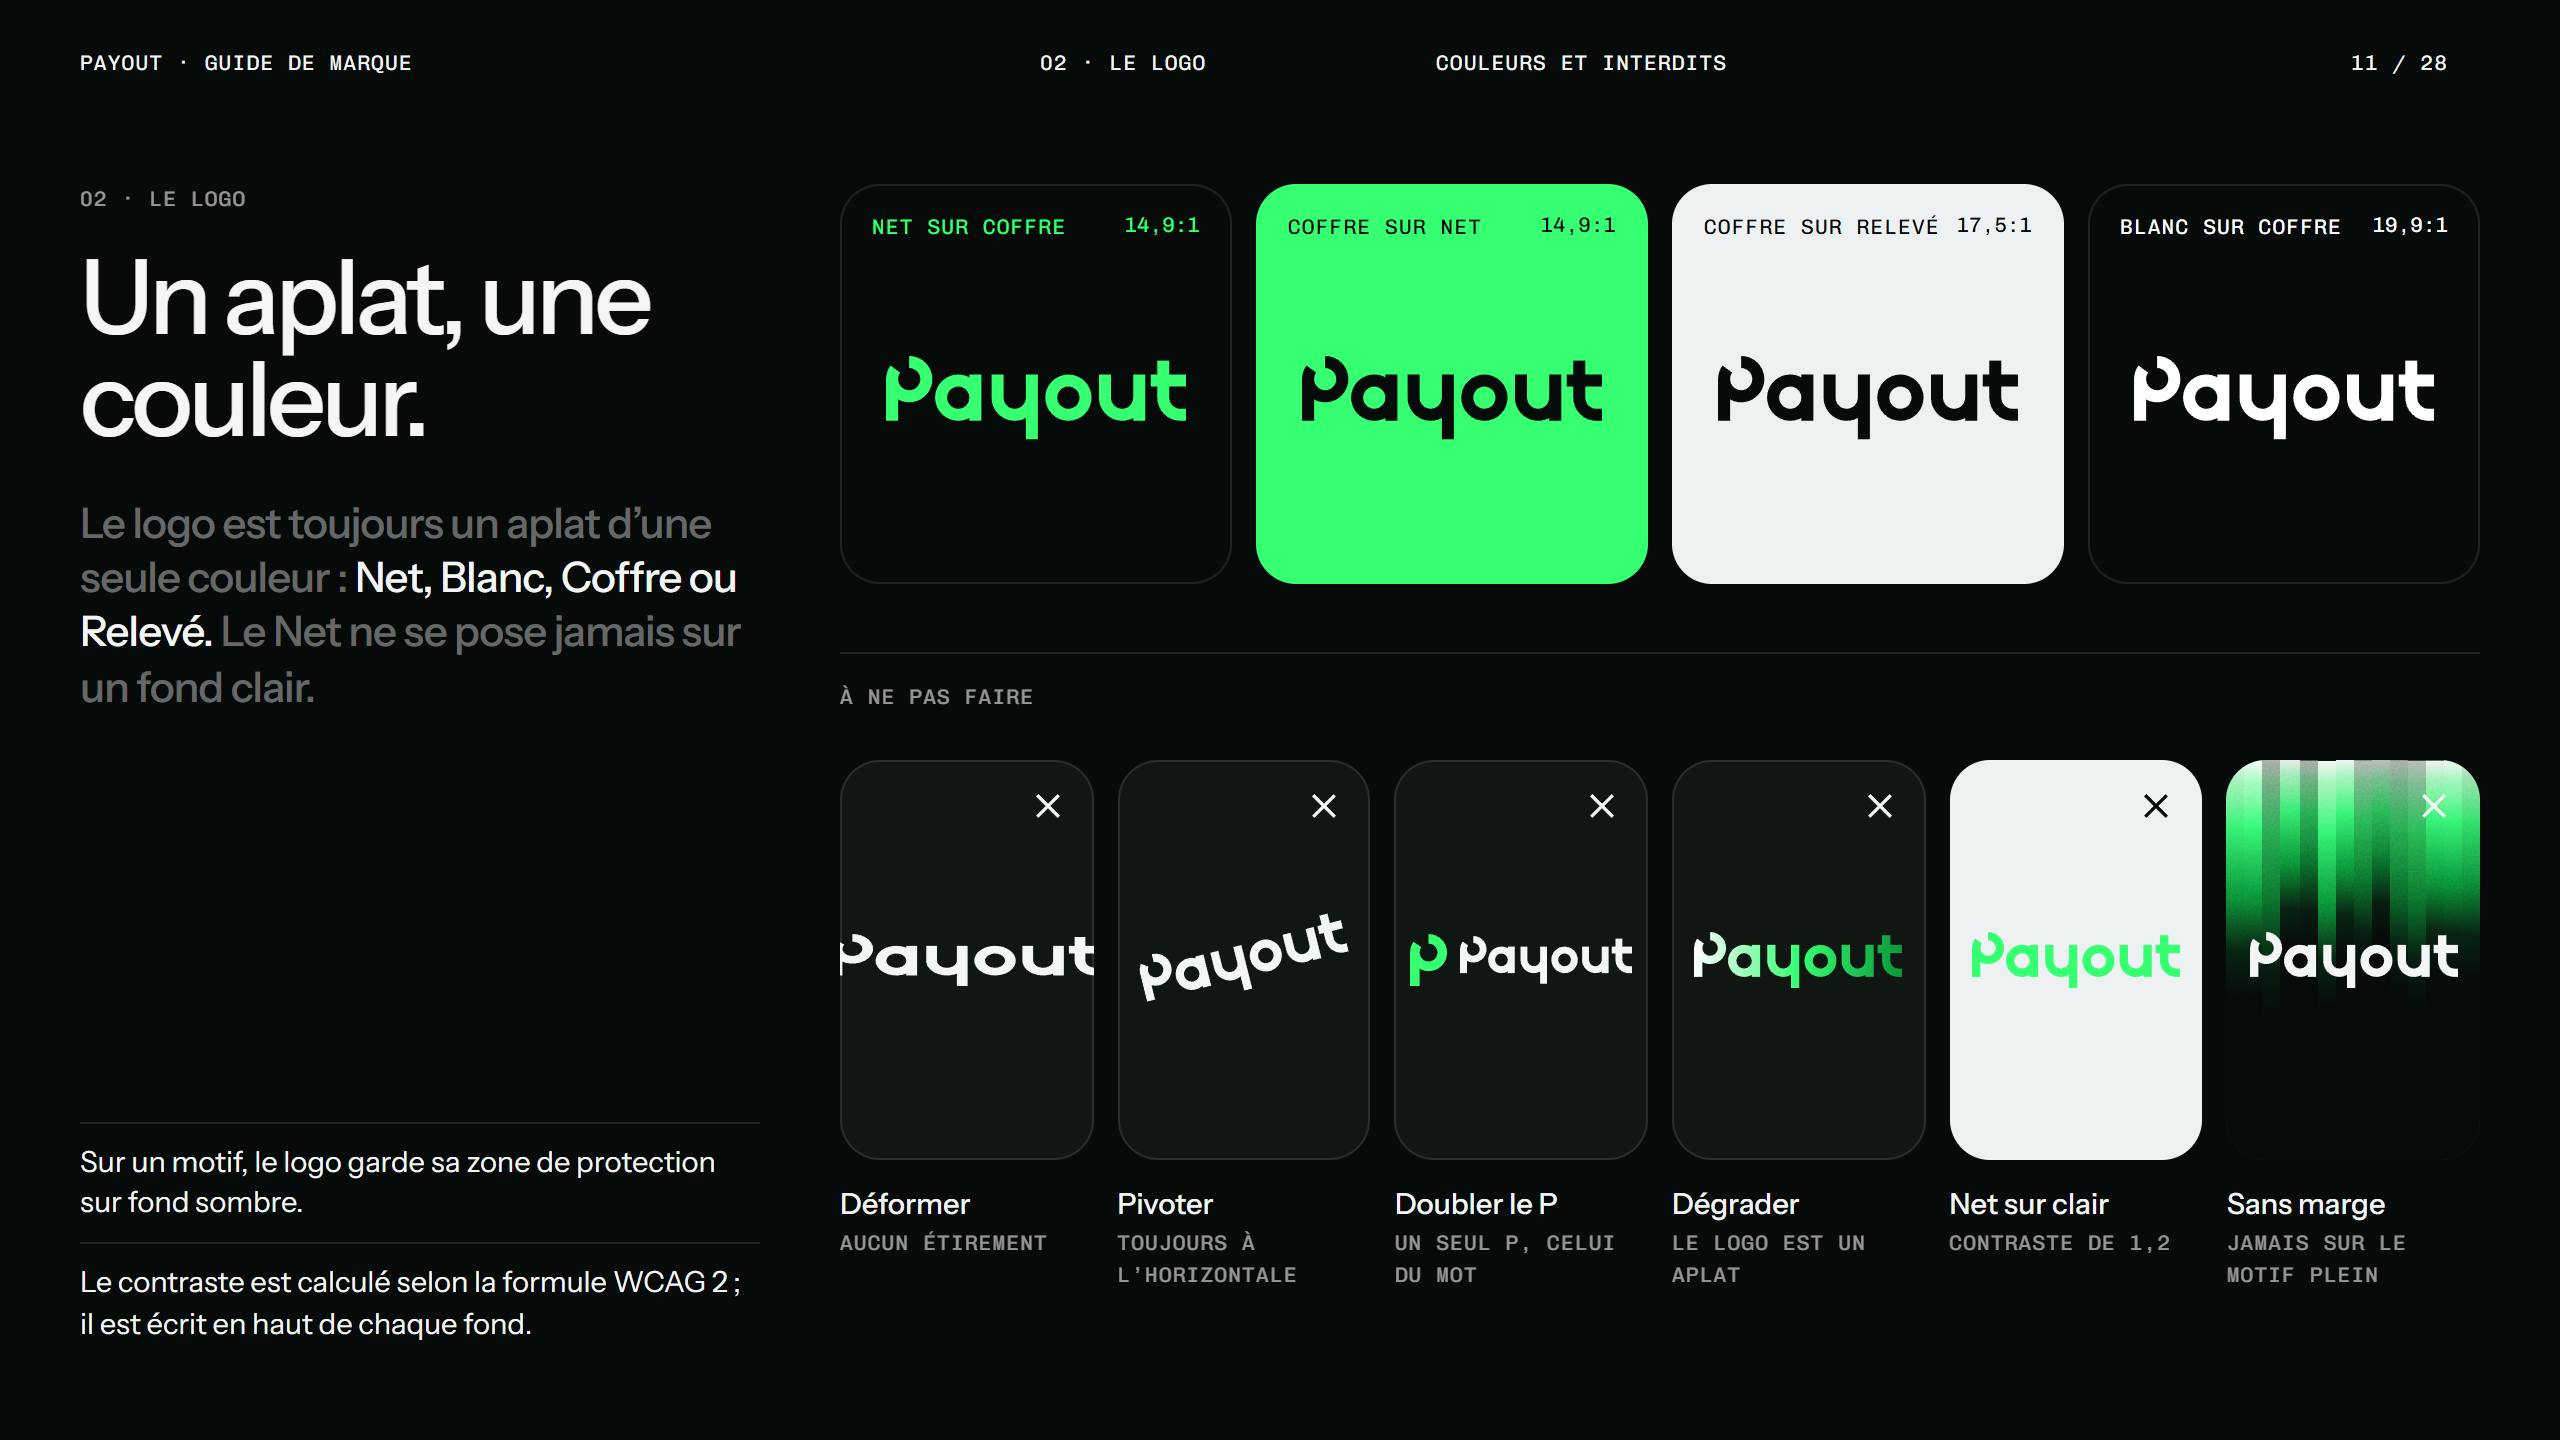 PAYOUT · GUIDE DE MARQUE
02 · LE LOGO
COULEURS ET INTERDITS
11 / 28
02 · LE LOGO
Un aplat, une
couleur.
Le logo est toujours un aplat d’une
seule couleur : Net, Blanc, Coffre ou
Relevé. Le Net ne se pose jamais sur
un fond clair.
Sur un motif, le logo garde sa zone de protection
sur fond sombre.
Le contraste est calculé selon la formule WCAG 2 ;
il est écrit en haut de chaque fond.
NET SUR COFFRE 14,9:1
Payout
COFFRE SUR NET 14,9:1
Payout
COFFRE SUR RELEVÉ 17,5:1
Payout
BLANC SUR COFFRE 19,9:1
Payout
À NE PAS FAIRE
Payout
Déformer
AUCUN ÉTIREMENT
Payout
Pivoter
TOUJOURS À
L’HORIZONTALE
P Payout
Doubler le P
UN SEUL P, CELUI
DU MOT
Payout
Dégrader
LE LOGO EST UN
APLAT
Payout
Net sur clair
CONTRASTE DE 1,2
Payout
Sans marge
JAMAIS SUR LE
MOTIF PLEIN